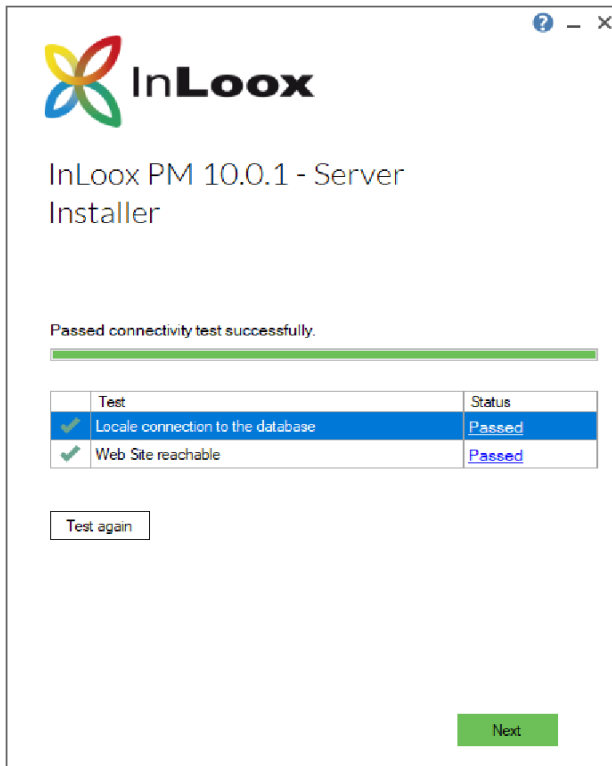 ?
InLoox
InLoox PM 10.0.1 - Server
Installer
Passed connectivity test successfully.
Test Status
Locale connection to the database Passed
Web Site reachable Passed
Test again
Next